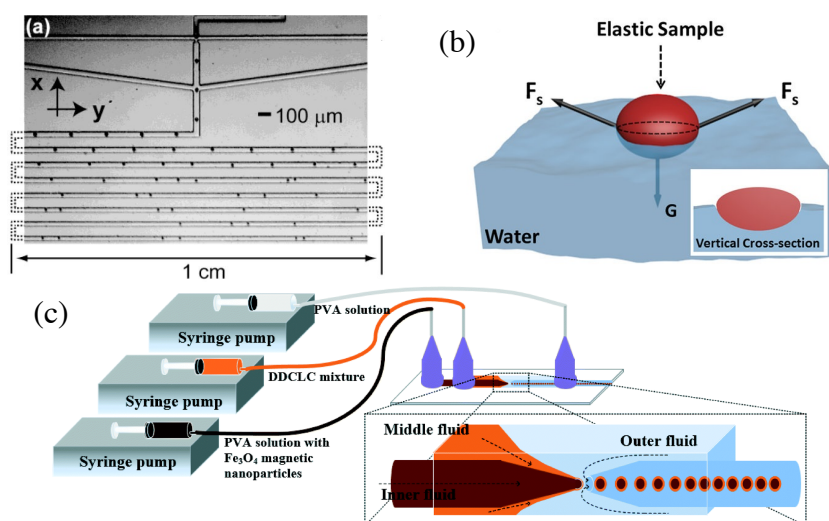 (a)
x
y
100 μm
1 cm
(b)
Elastic Sample
Fs
Fs
G
Water
Vertical Cross-section
(c)
PVA solution
Syringe pump
DDCLC mixture
Syringe pump
PVA solution with
Fe3O4 magnetic
nanoparticles
Syringe pump
Middle fluid
Outer fluid
Inner fluid